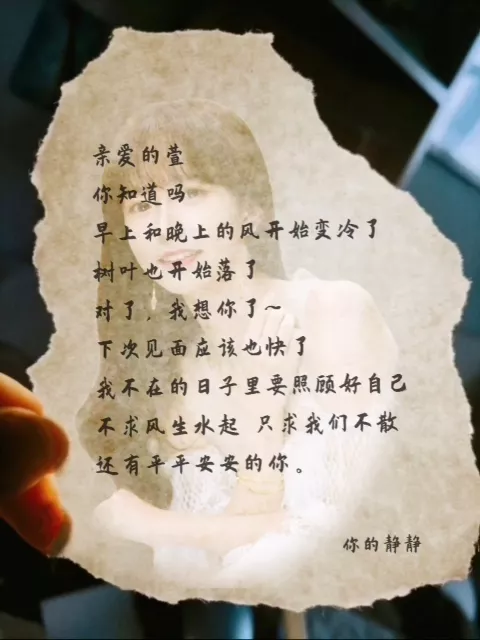 亲爱的萱
你知道吗
早上和晚上的风开始变冷了
树叶也开始落了
对了，我想你了～
下次见面应该也快了
我不在的日子里要照顾好自己
不求风生水起 只求我们不散
还有平平安安的你。
你的静静